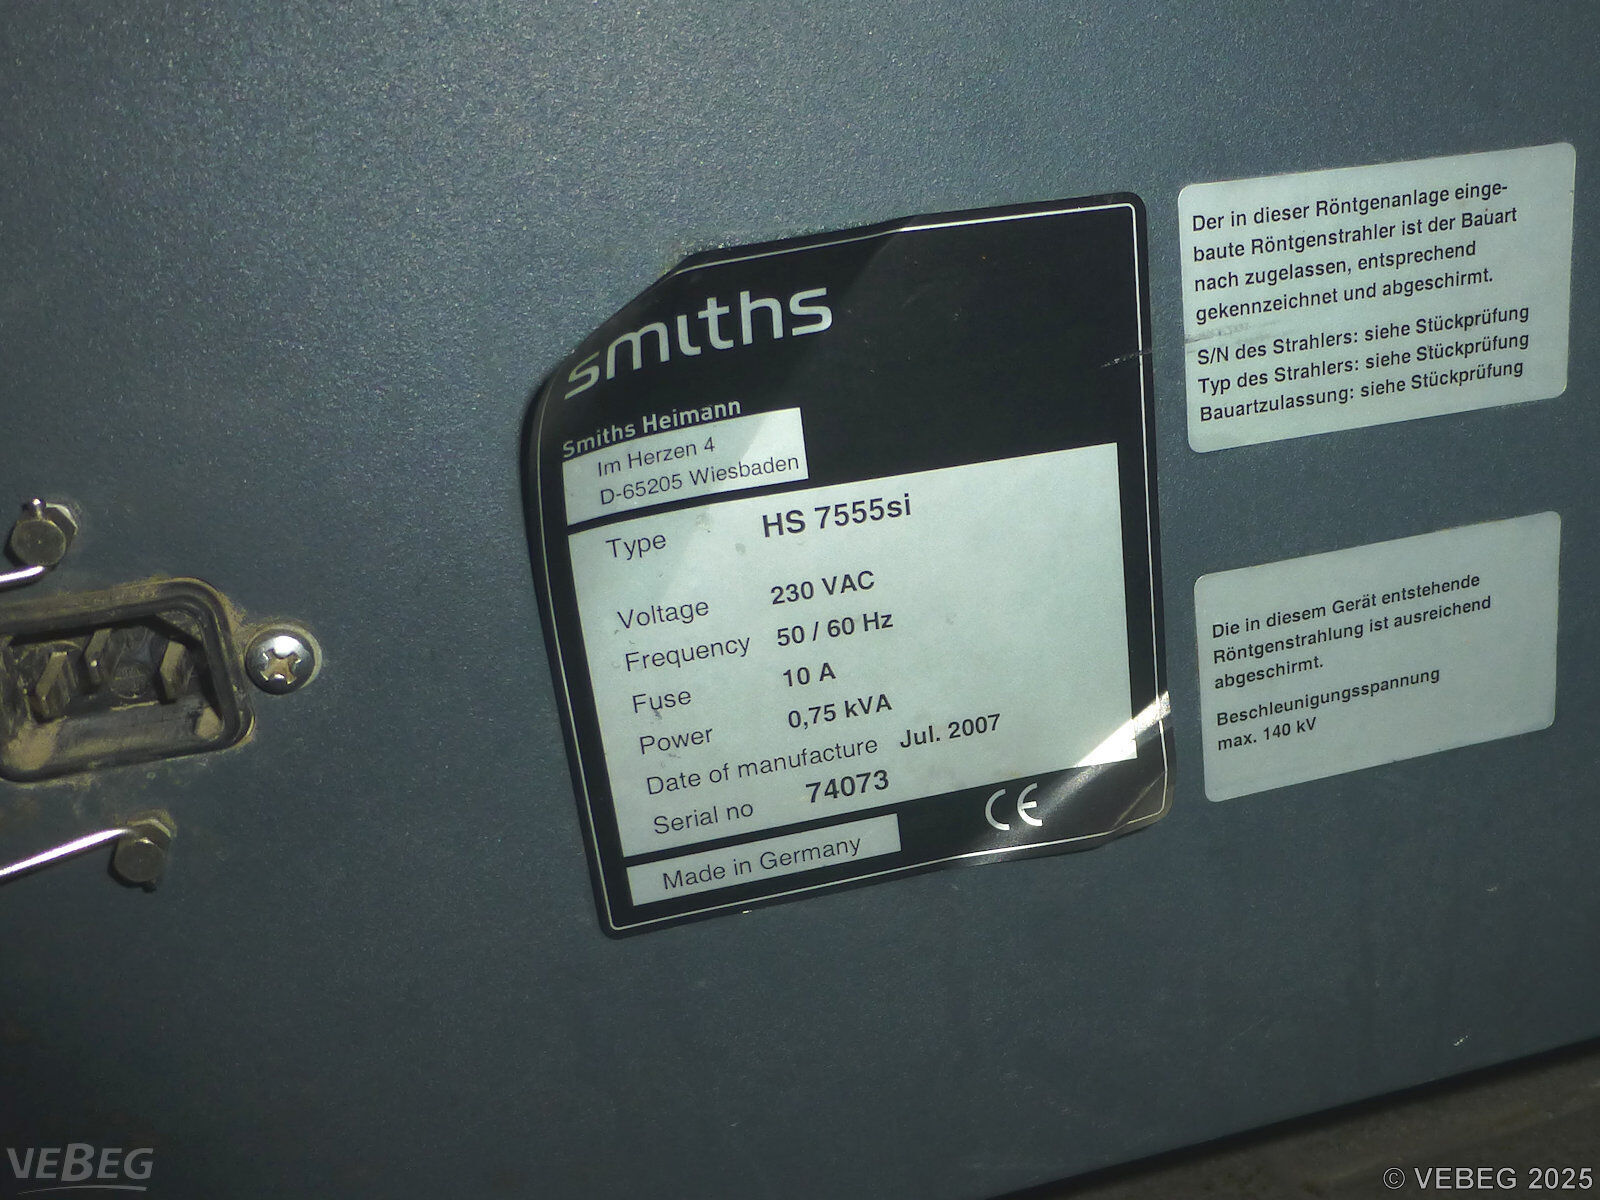 smiths
Smiths Heimann
Im Herzen 4
D-65205 Wiesbaden
Type HS 7555si
Voltage 230 VAC
Frequency 50 / 60 Hz
Fuse 10 A
Power 0,75 kVA
Date of manufacture Jul. 2007
Serial no 74073
Made in Germany
CE
Der in dieser Röntgenanlage einge-
baute Röntgenstrahler ist der Bauart
nach zugelassen, entsprechend
gekennzeichnet und abgeschirmt.
S/N des Strahlers: siehe Stückprüfung
Typ des Strahlers: siehe Stückprüfung
Bauartzulassung: siehe Stückprüfung
Die in diesem Gerät entstehende
Röntgenstrahlung ist ausreichend
abgeschirmt.
Beschleunigungsspannung
max. 140 kV
VEBEG
© VEBEG 2025